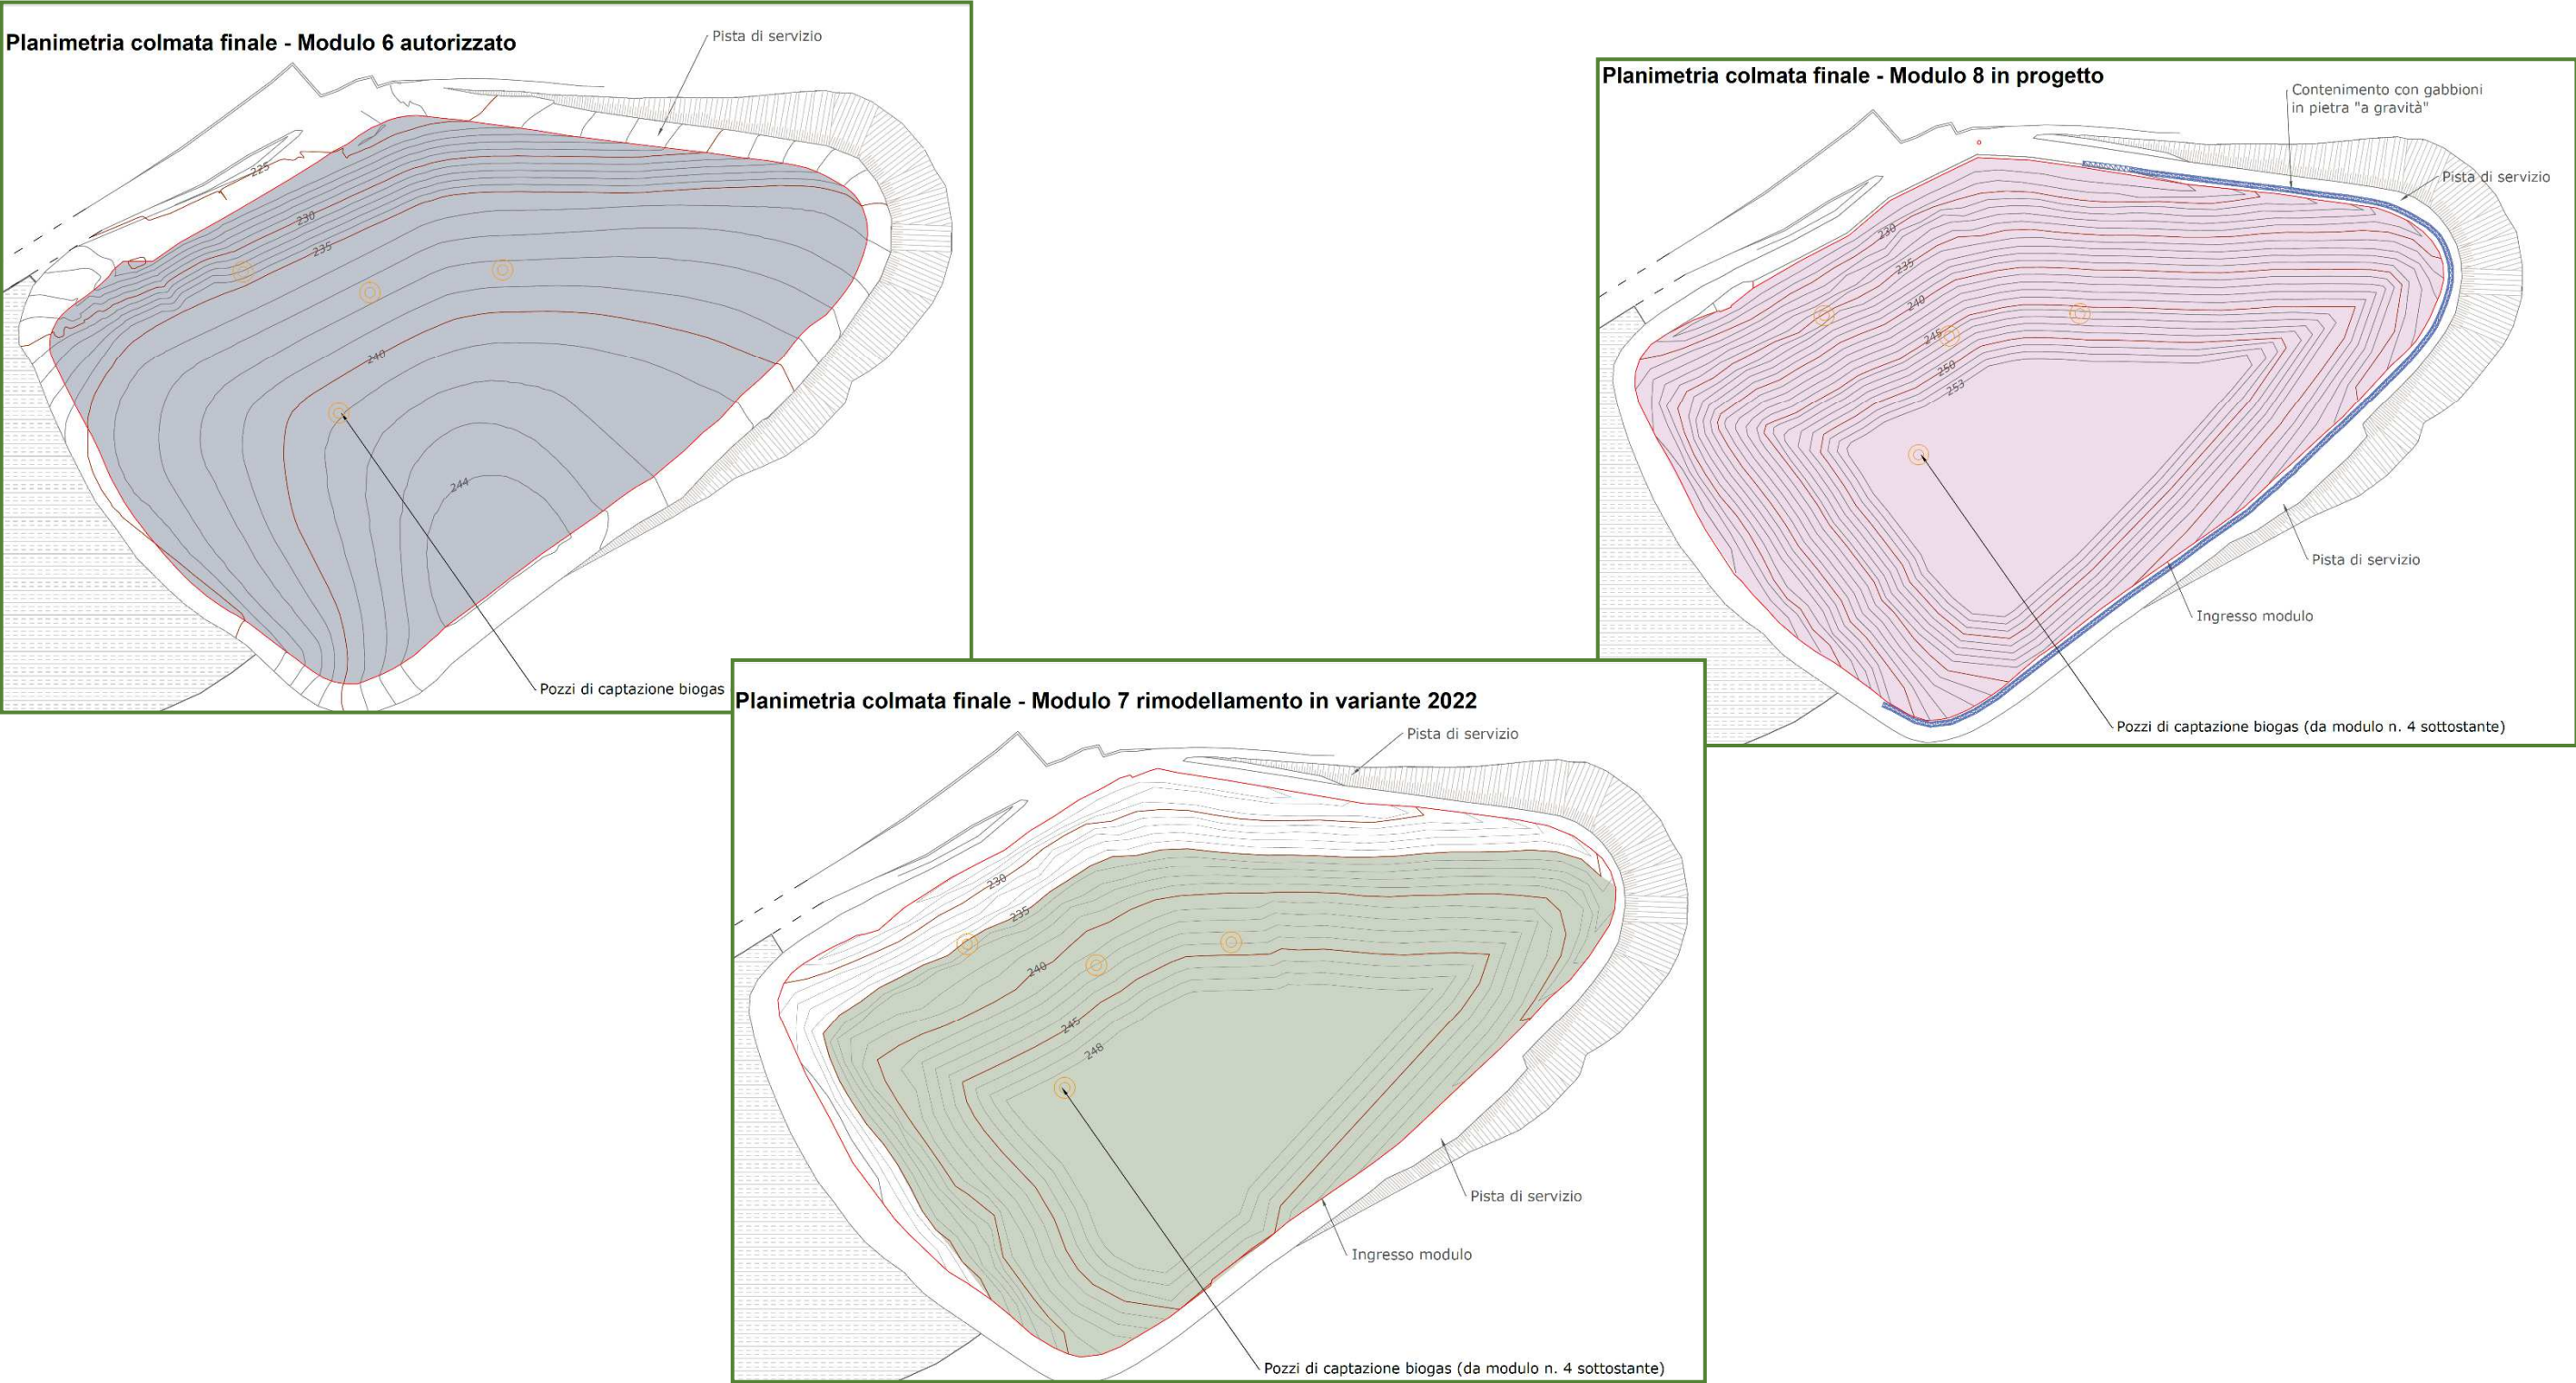 Planimetria colmata finale - Modulo 6 autorizzato
Pista di servizio
225
230
235
240
244
Pozzi di captazione biogas
Planimetria colmata finale - Modulo 8 in progetto
Contenimento con gabbioni
in pietra "a gravità"
Pista di servizio
230
235
240
245
250
253
Pista di servizio
Ingresso modulo
Pozzi di captazione biogas (da modulo n. 4 sottostante)
Planimetria colmata finale - Modulo 7 rimodellamento in variante 2022
Pista di servizio
230
235
240
245
248
Pista di servizio
Ingresso modulo
Pozzi di captazione biogas (da modulo n. 4 sottostante)